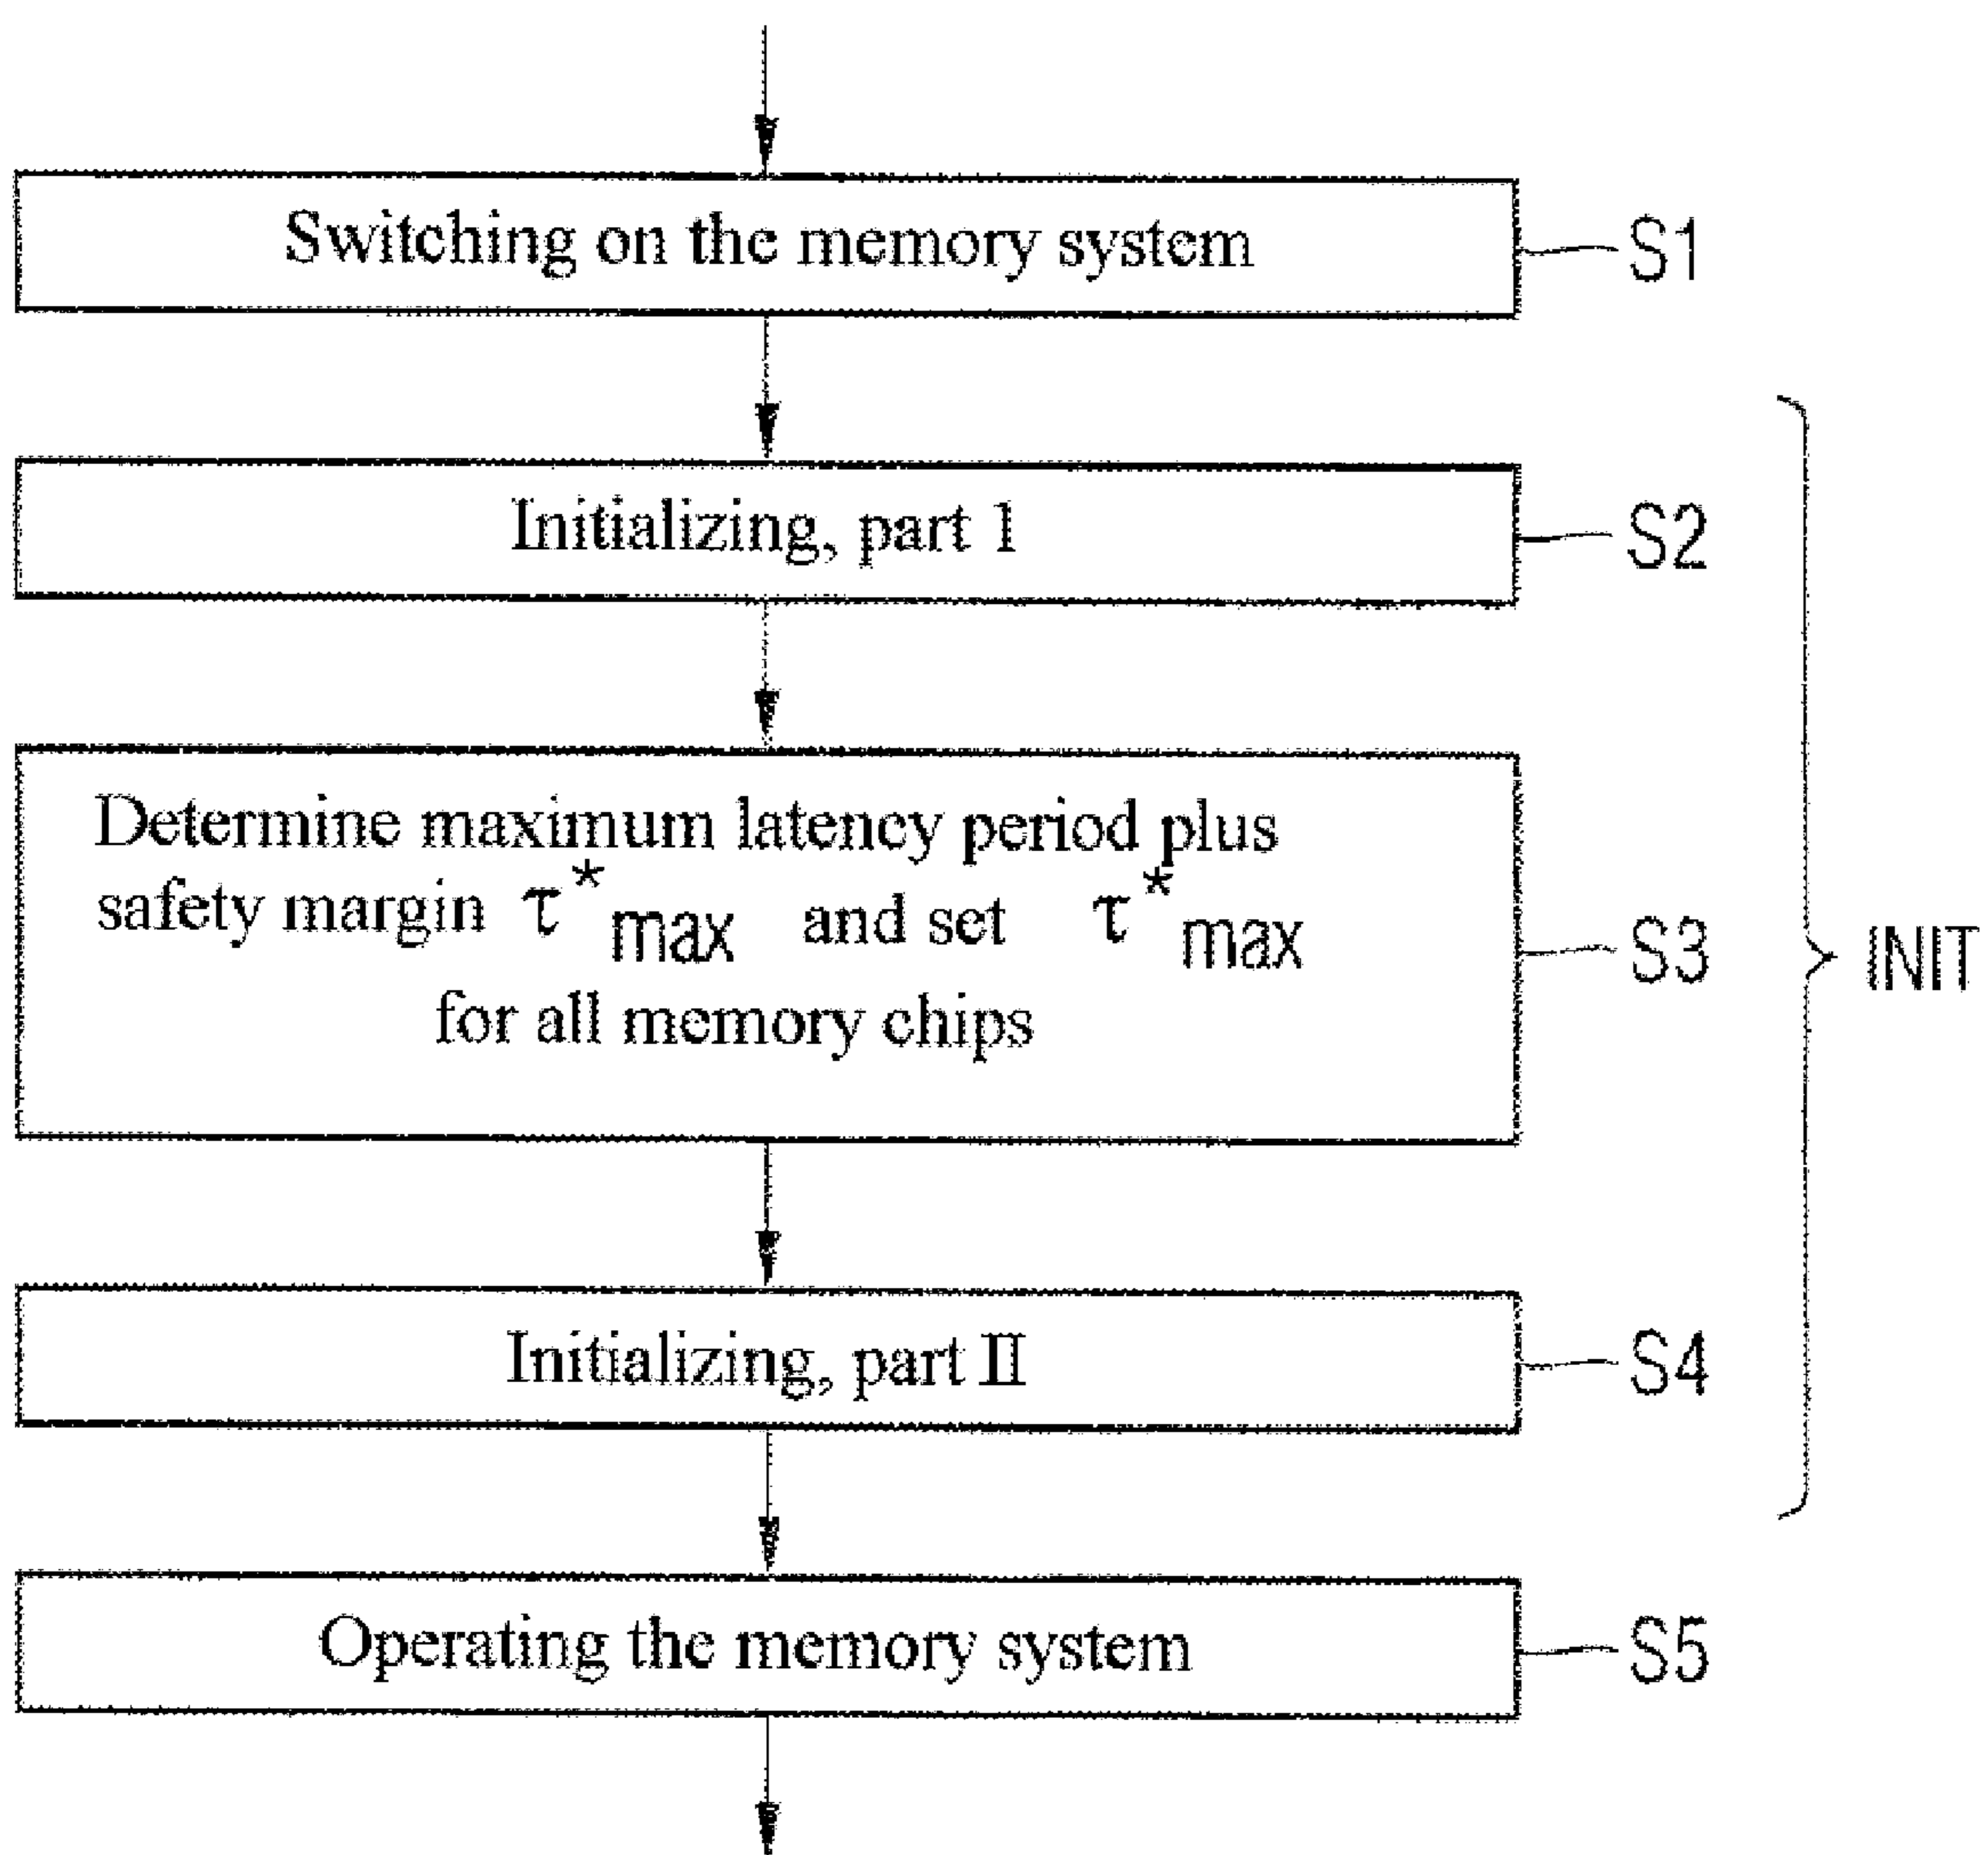 Switching on the memory system
S1
Initializing, part 1
S2
Determine maximum latency period plus
safety margin τ*max and set τ*max
for all memory chips
S3
INIT
Initializing, part II
S4
Operating the memory system
S5